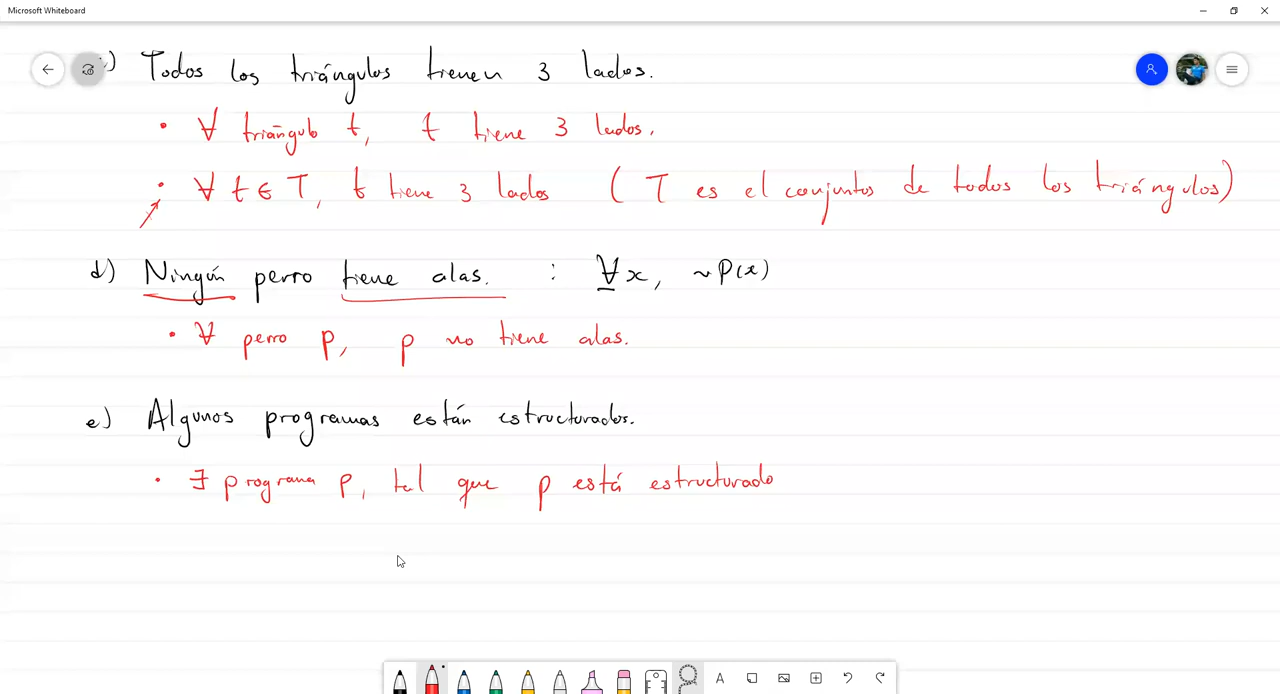 Microsoft Whiteboard
) Todos los triángulos tienen 3 lados.
• ∀ triángulo t, t tiene 3 lados.
• ∀ t ∈ T, t tiene 3 lados ( T es el conjuntos de todos los triángulos)
d) Ningún perro tiene alas. : ∀x, ~P(x)
• ∀ perro p, p no tiene alas.
e) Algunos programas están estructurados.
• ∃ programa p, tal que p está estructurado
A